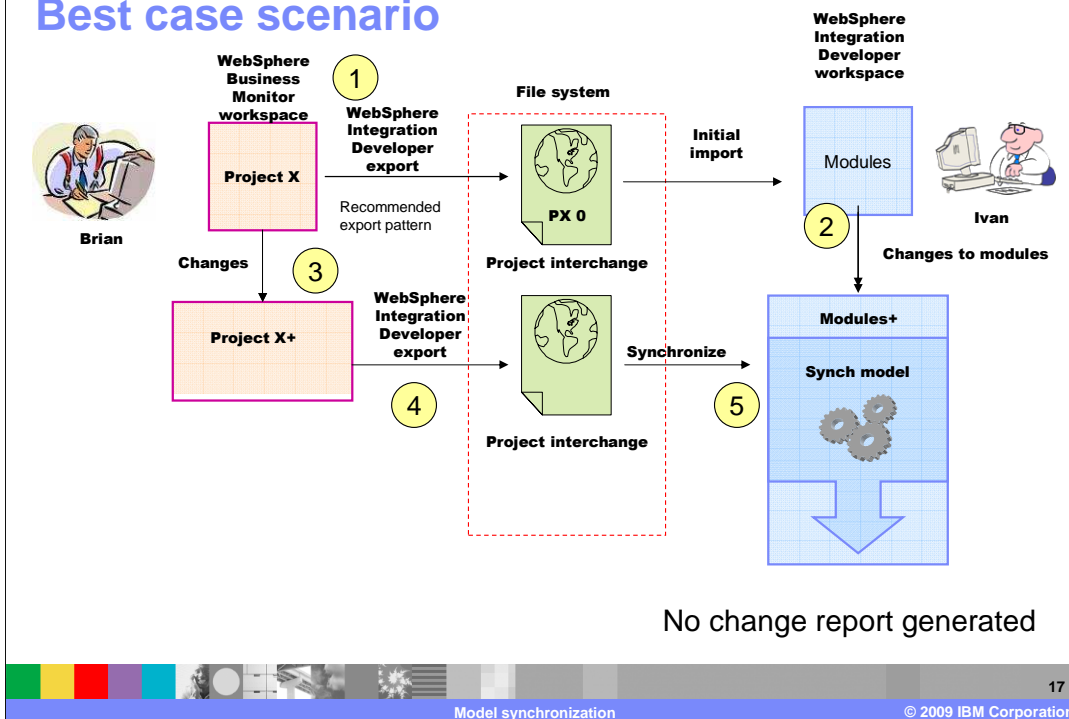 Best case scenario
WebSphere
Business
Monitor
workspace
1
WebSphere
Integration
Developer
export
File system
WebSphere
Integration
Developer
workspace
Project X
Recommended
export pattern
PX 0
Initial
import
Modules
Brian
Ivan
2
Changes
3
Project interchange
Changes to modules
Project X+
WebSphere
Integration
Developer
export
4
Synchronize
5
Modules+
Synch model
Project interchange
No change report generated
17
Model synchronization
© 2009 IBM Corporation